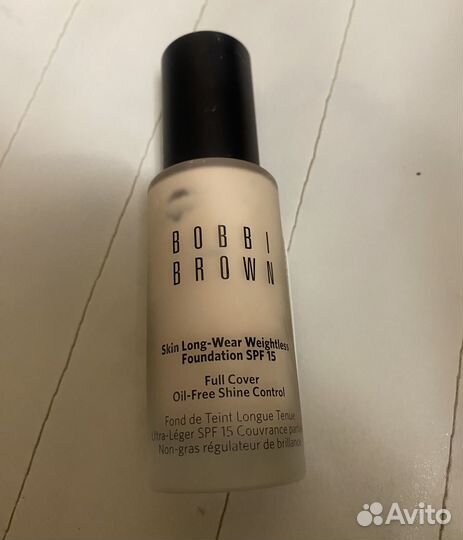 BOBBI
BROWN
Skin Long-Wear Weightless
Foundation SPF 15
Full Cover
Oil-Free Shine Control
Fond de Teint Longue Tenue
Ultra-Léger SPF 15 Couvrance
Non-gras régulateur de brillance
Avito